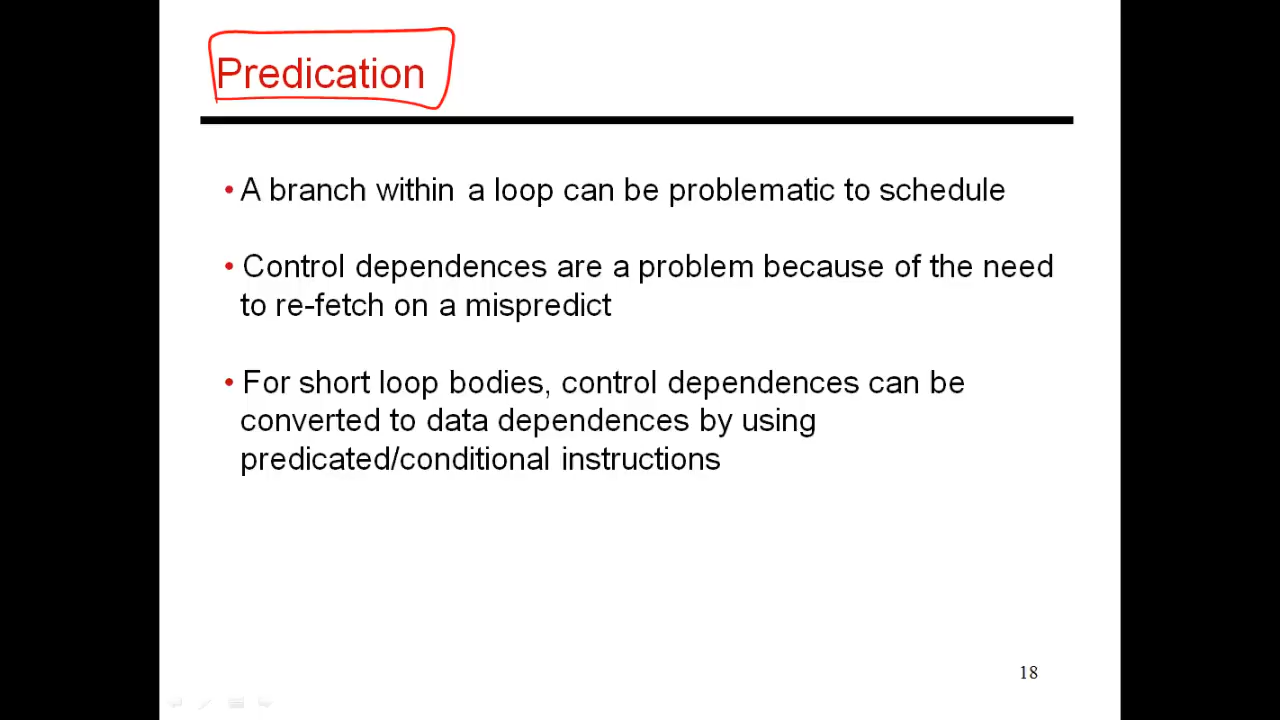 Predication
• A branch within a loop can be problematic to schedule
• Control dependences are a problem because of the need
to re-fetch on a mispredict
• For short loop bodies, control dependences can be
converted to data dependences by using
predicated/conditional instructions
18